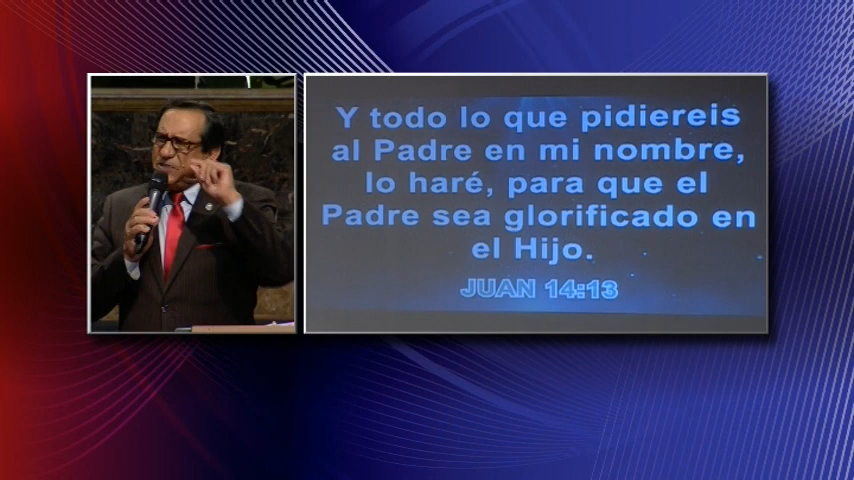 Y todo lo que pidiereis
al Padre en mi nombre,
lo haré, para que el
Padre sea glorificado en
el Hijo.
JUAN 14:13